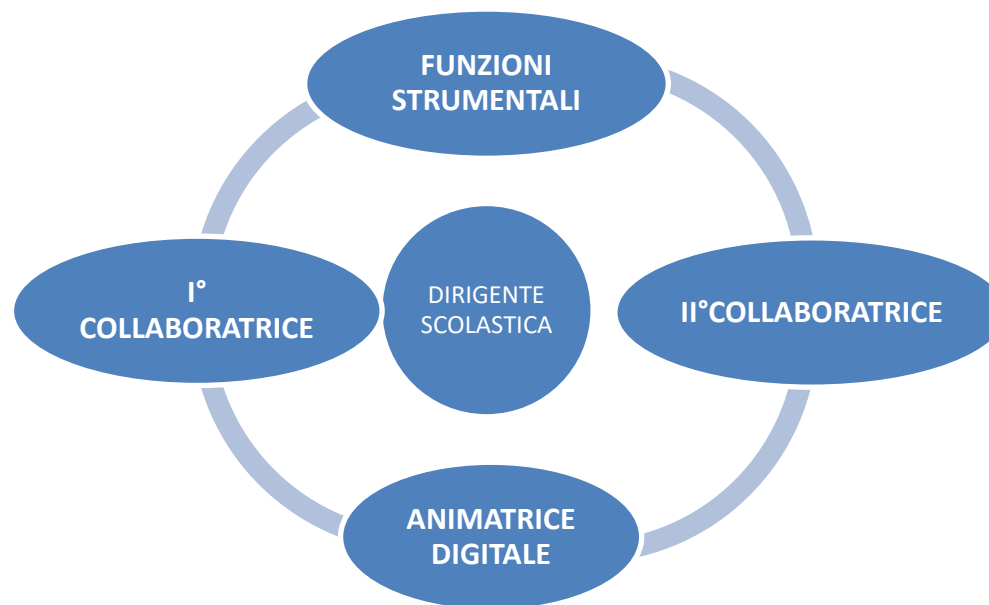 FUNZIONI
STRUMENTALI
I°
COLLABORATRICE
DIRIGENTE
SCOLASTICA
II°COLLABORATRICE
ANIMATRICE
DIGITALE